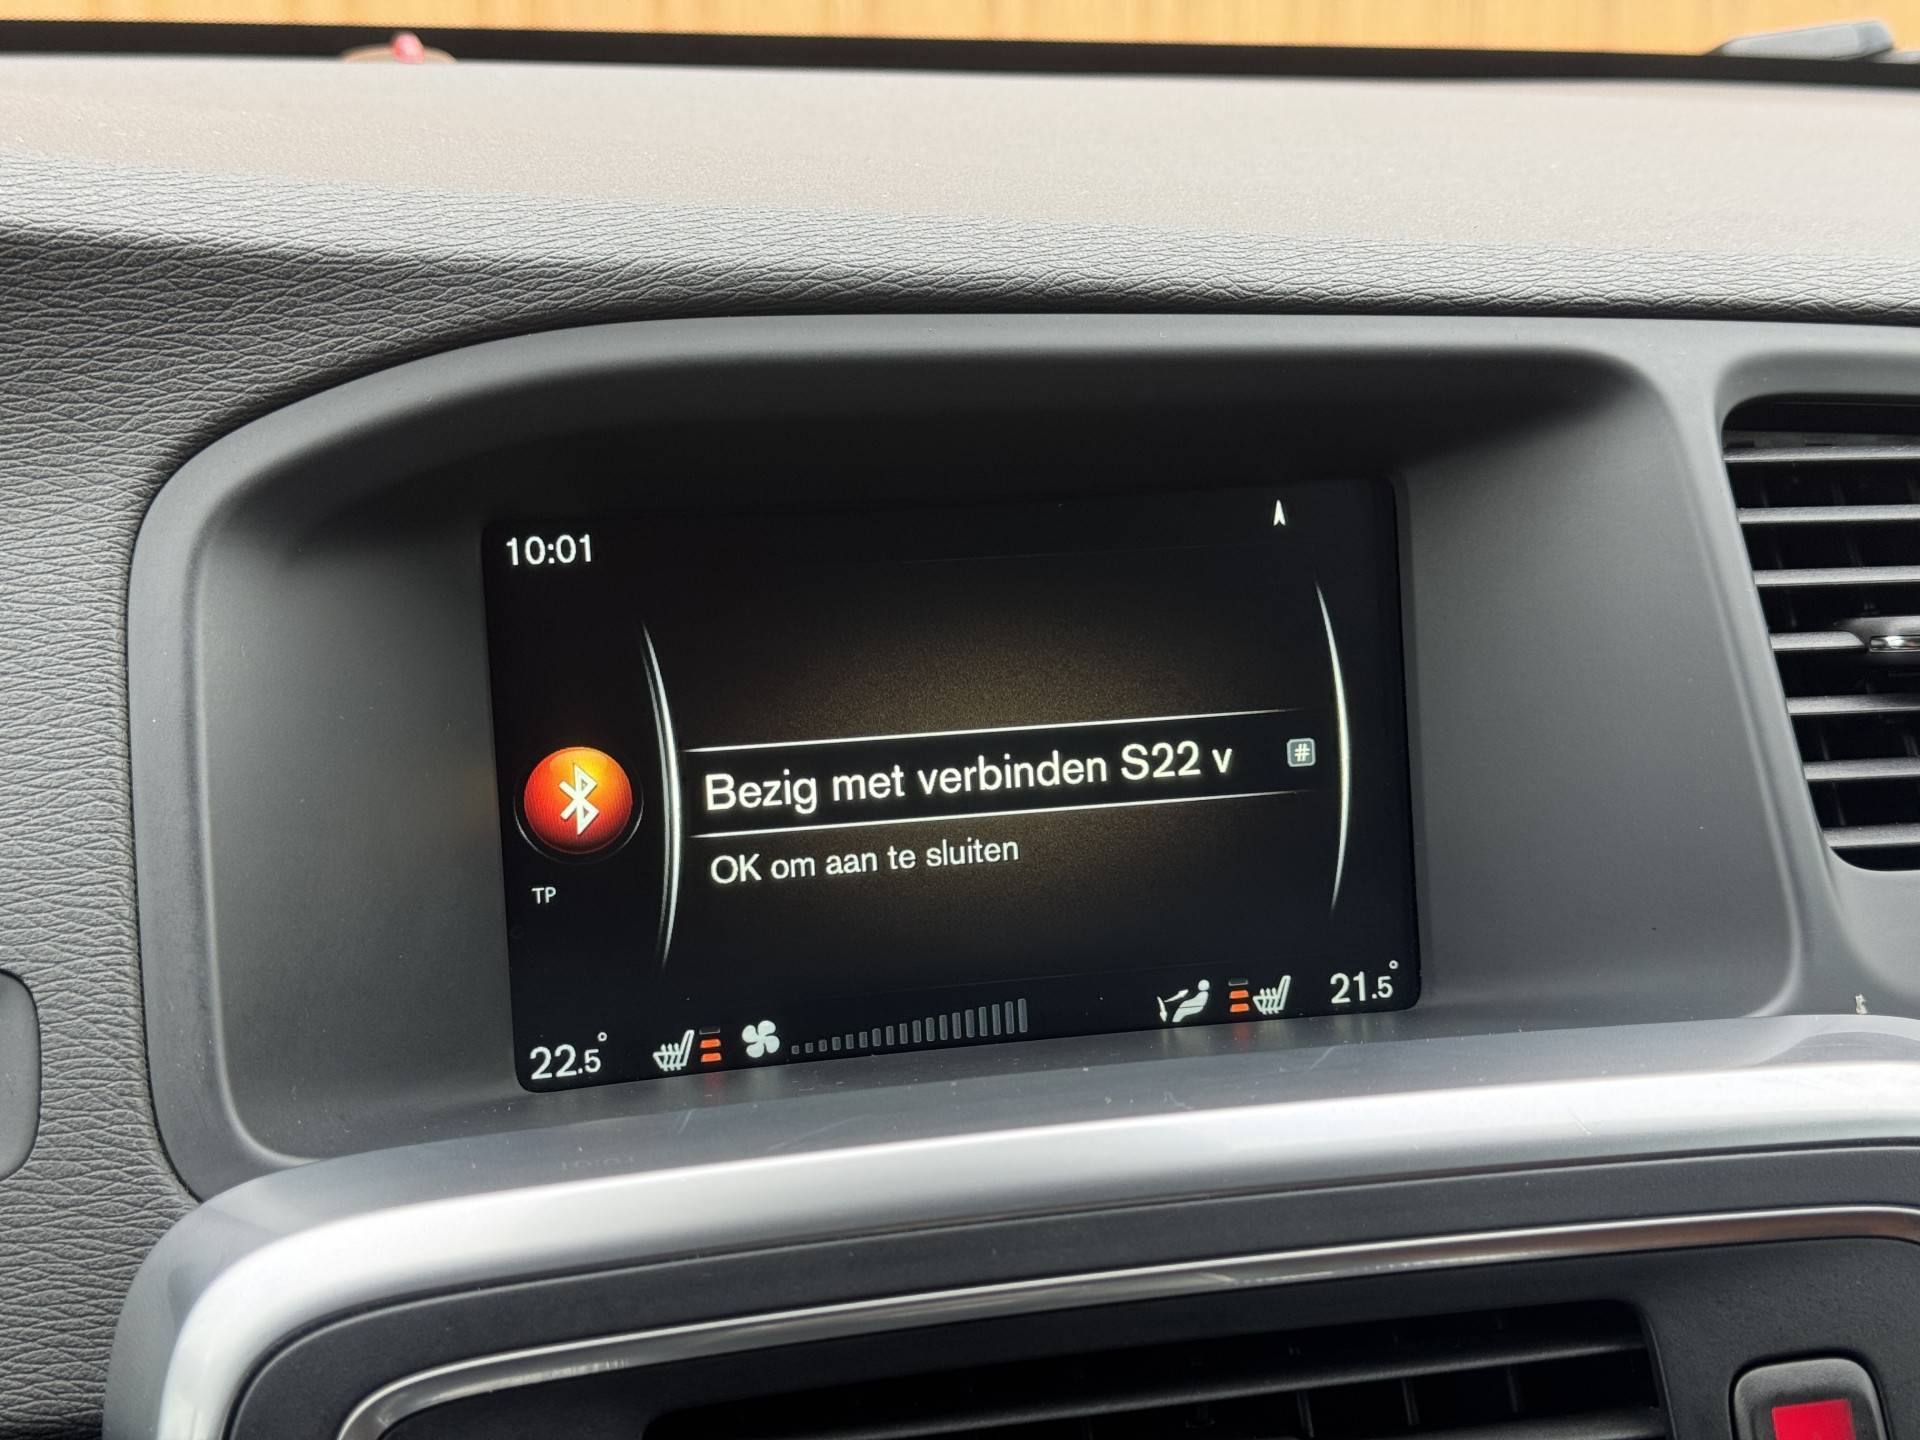 10:01
Bezig met verbinden S22 v
#
OK om aan te sluiten
TP
22.5°
21.5°